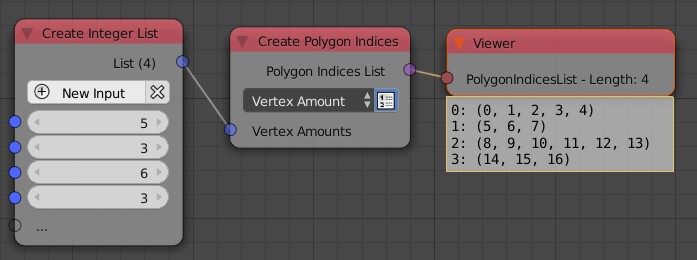 Create Integer List
List (4)
New Input
5
3
6
3
...
Create Polygon Indices
Polygon Indices List
Vertex Amount
Vertex Amounts
Viewer
PolygonIndicesList - Length: 4
0: (0, 1, 2, 3, 4)
1: (5, 6, 7)
2: (8, 9, 10, 11, 12, 13)
3: (14, 15, 16)